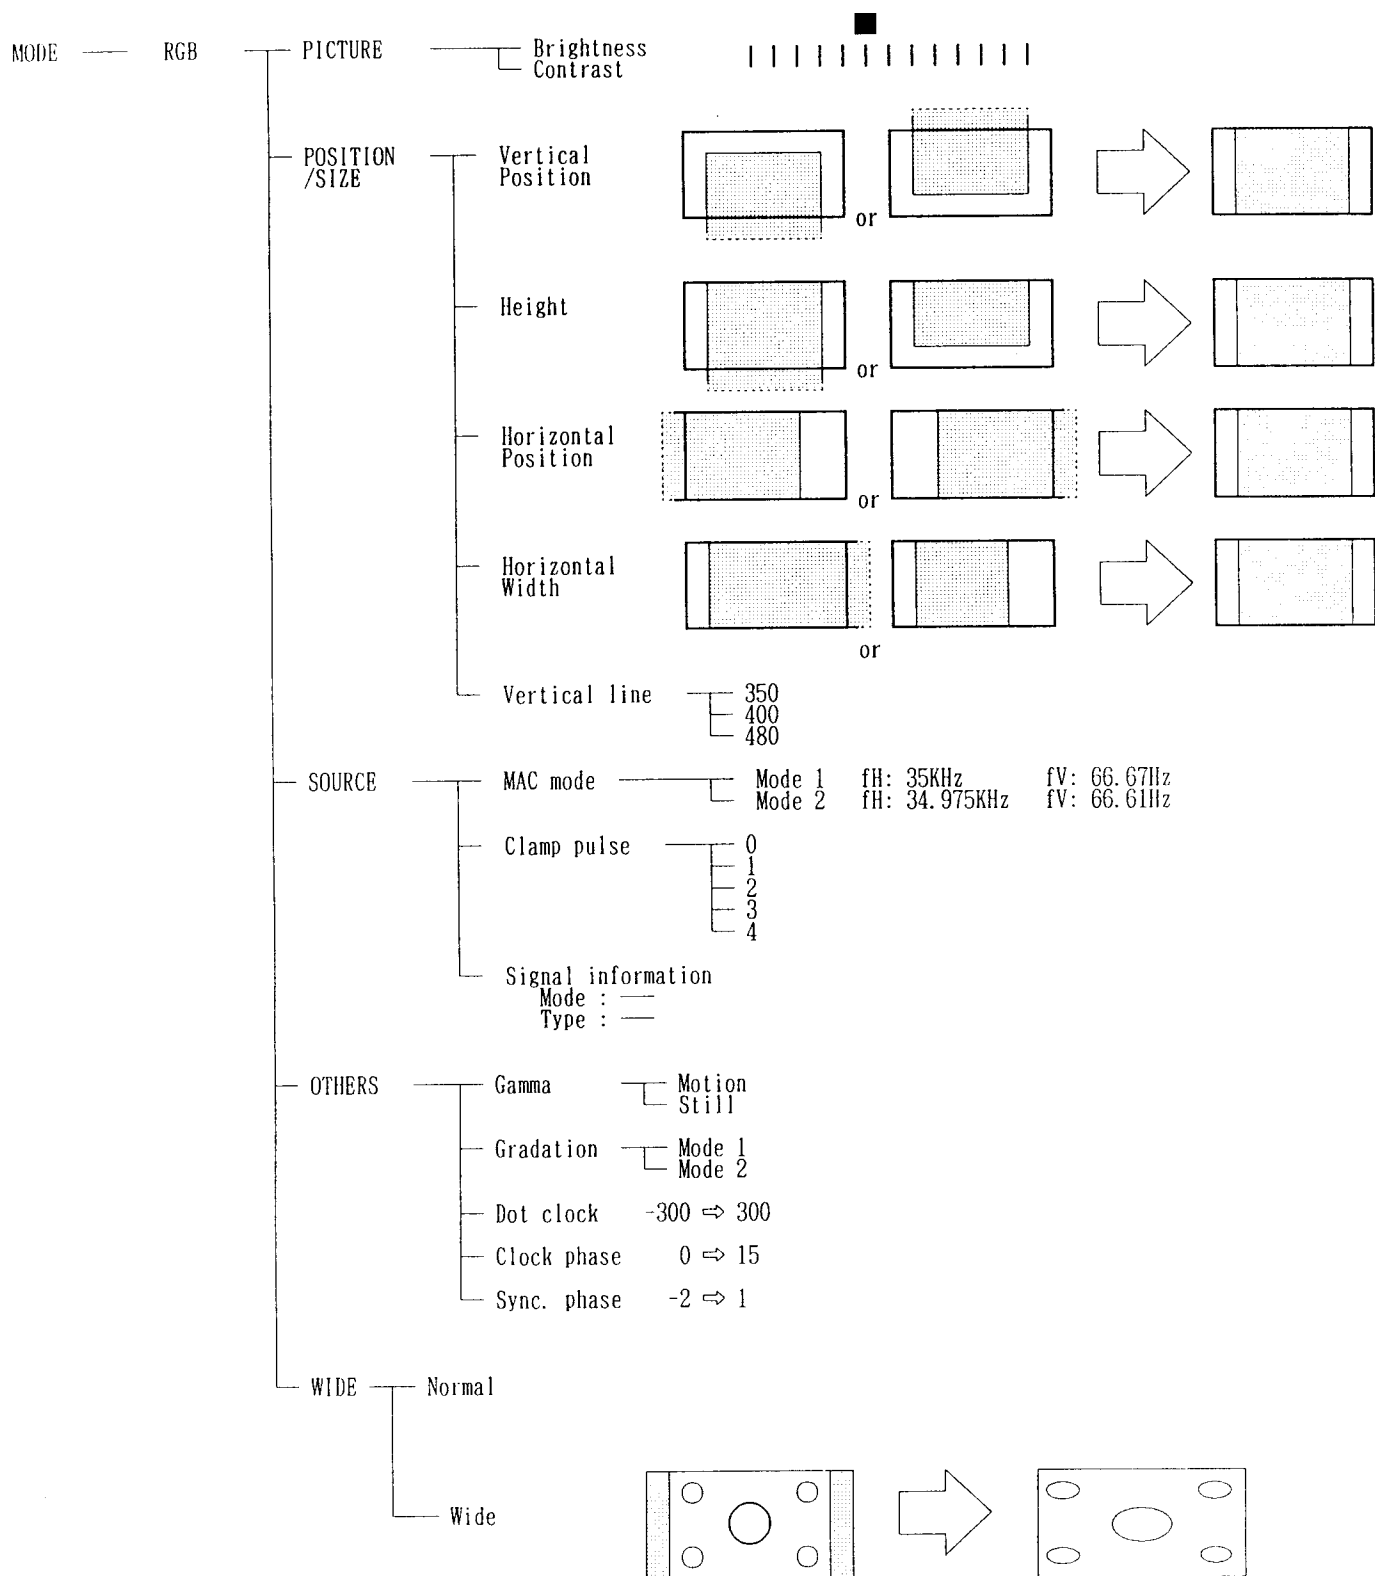 MODE RGB PICTURE Brightness
Contrast
POSITION
/SIZE
Vertical
Position
or
Height
or
Horizontal
Position
or
Horizontal
Width
or
Vertical line 350
400
480
SOURCE MAC mode Mode 1 fH: 35KHz fV: 66.67Hz
Mode 2 fH: 34.975KHz fV: 66.61Hz
Clamp pulse 0
1
2
3
4
Signal information
Mode : —
Type : —
OTHERS Gamma Motion
Still
Gradation Mode 1
Mode 2
Dot clock -300 ⇨ 300
Clock phase 0 ⇨ 15
Sync. phase -2 ⇨ 1
WIDE Normal
Wide